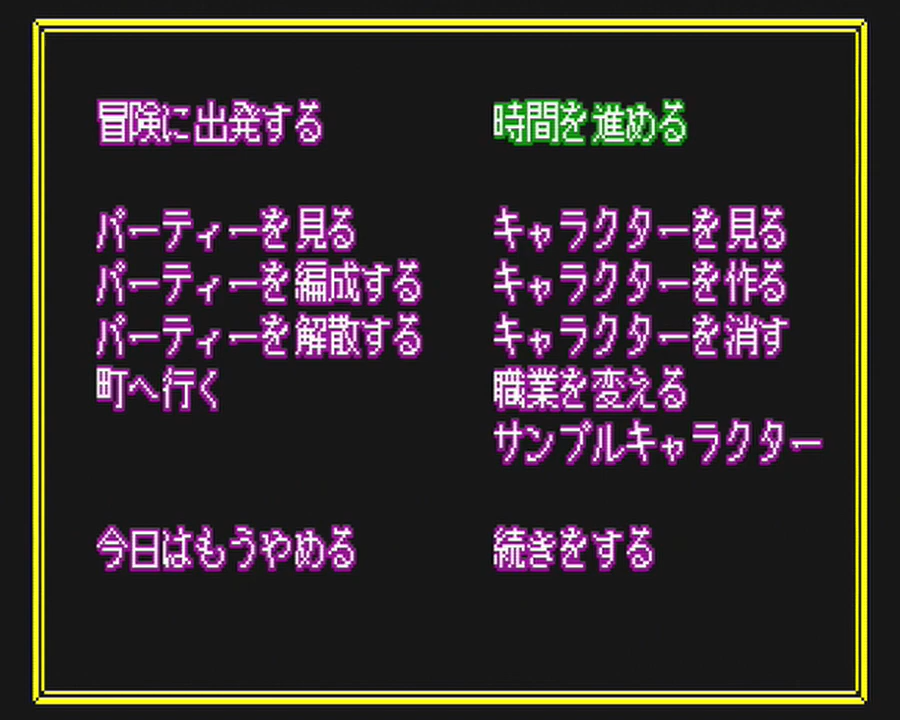 冒険に出発する
時間を進める
パーティーを見る
キャラクターを見る
パーティーを編成する
キャラクターを作る
パーティーを解散する
キャラクターを消す
町へ行く
職業を変える
サンプルキャラクター
今日はもうやめる
続きをする